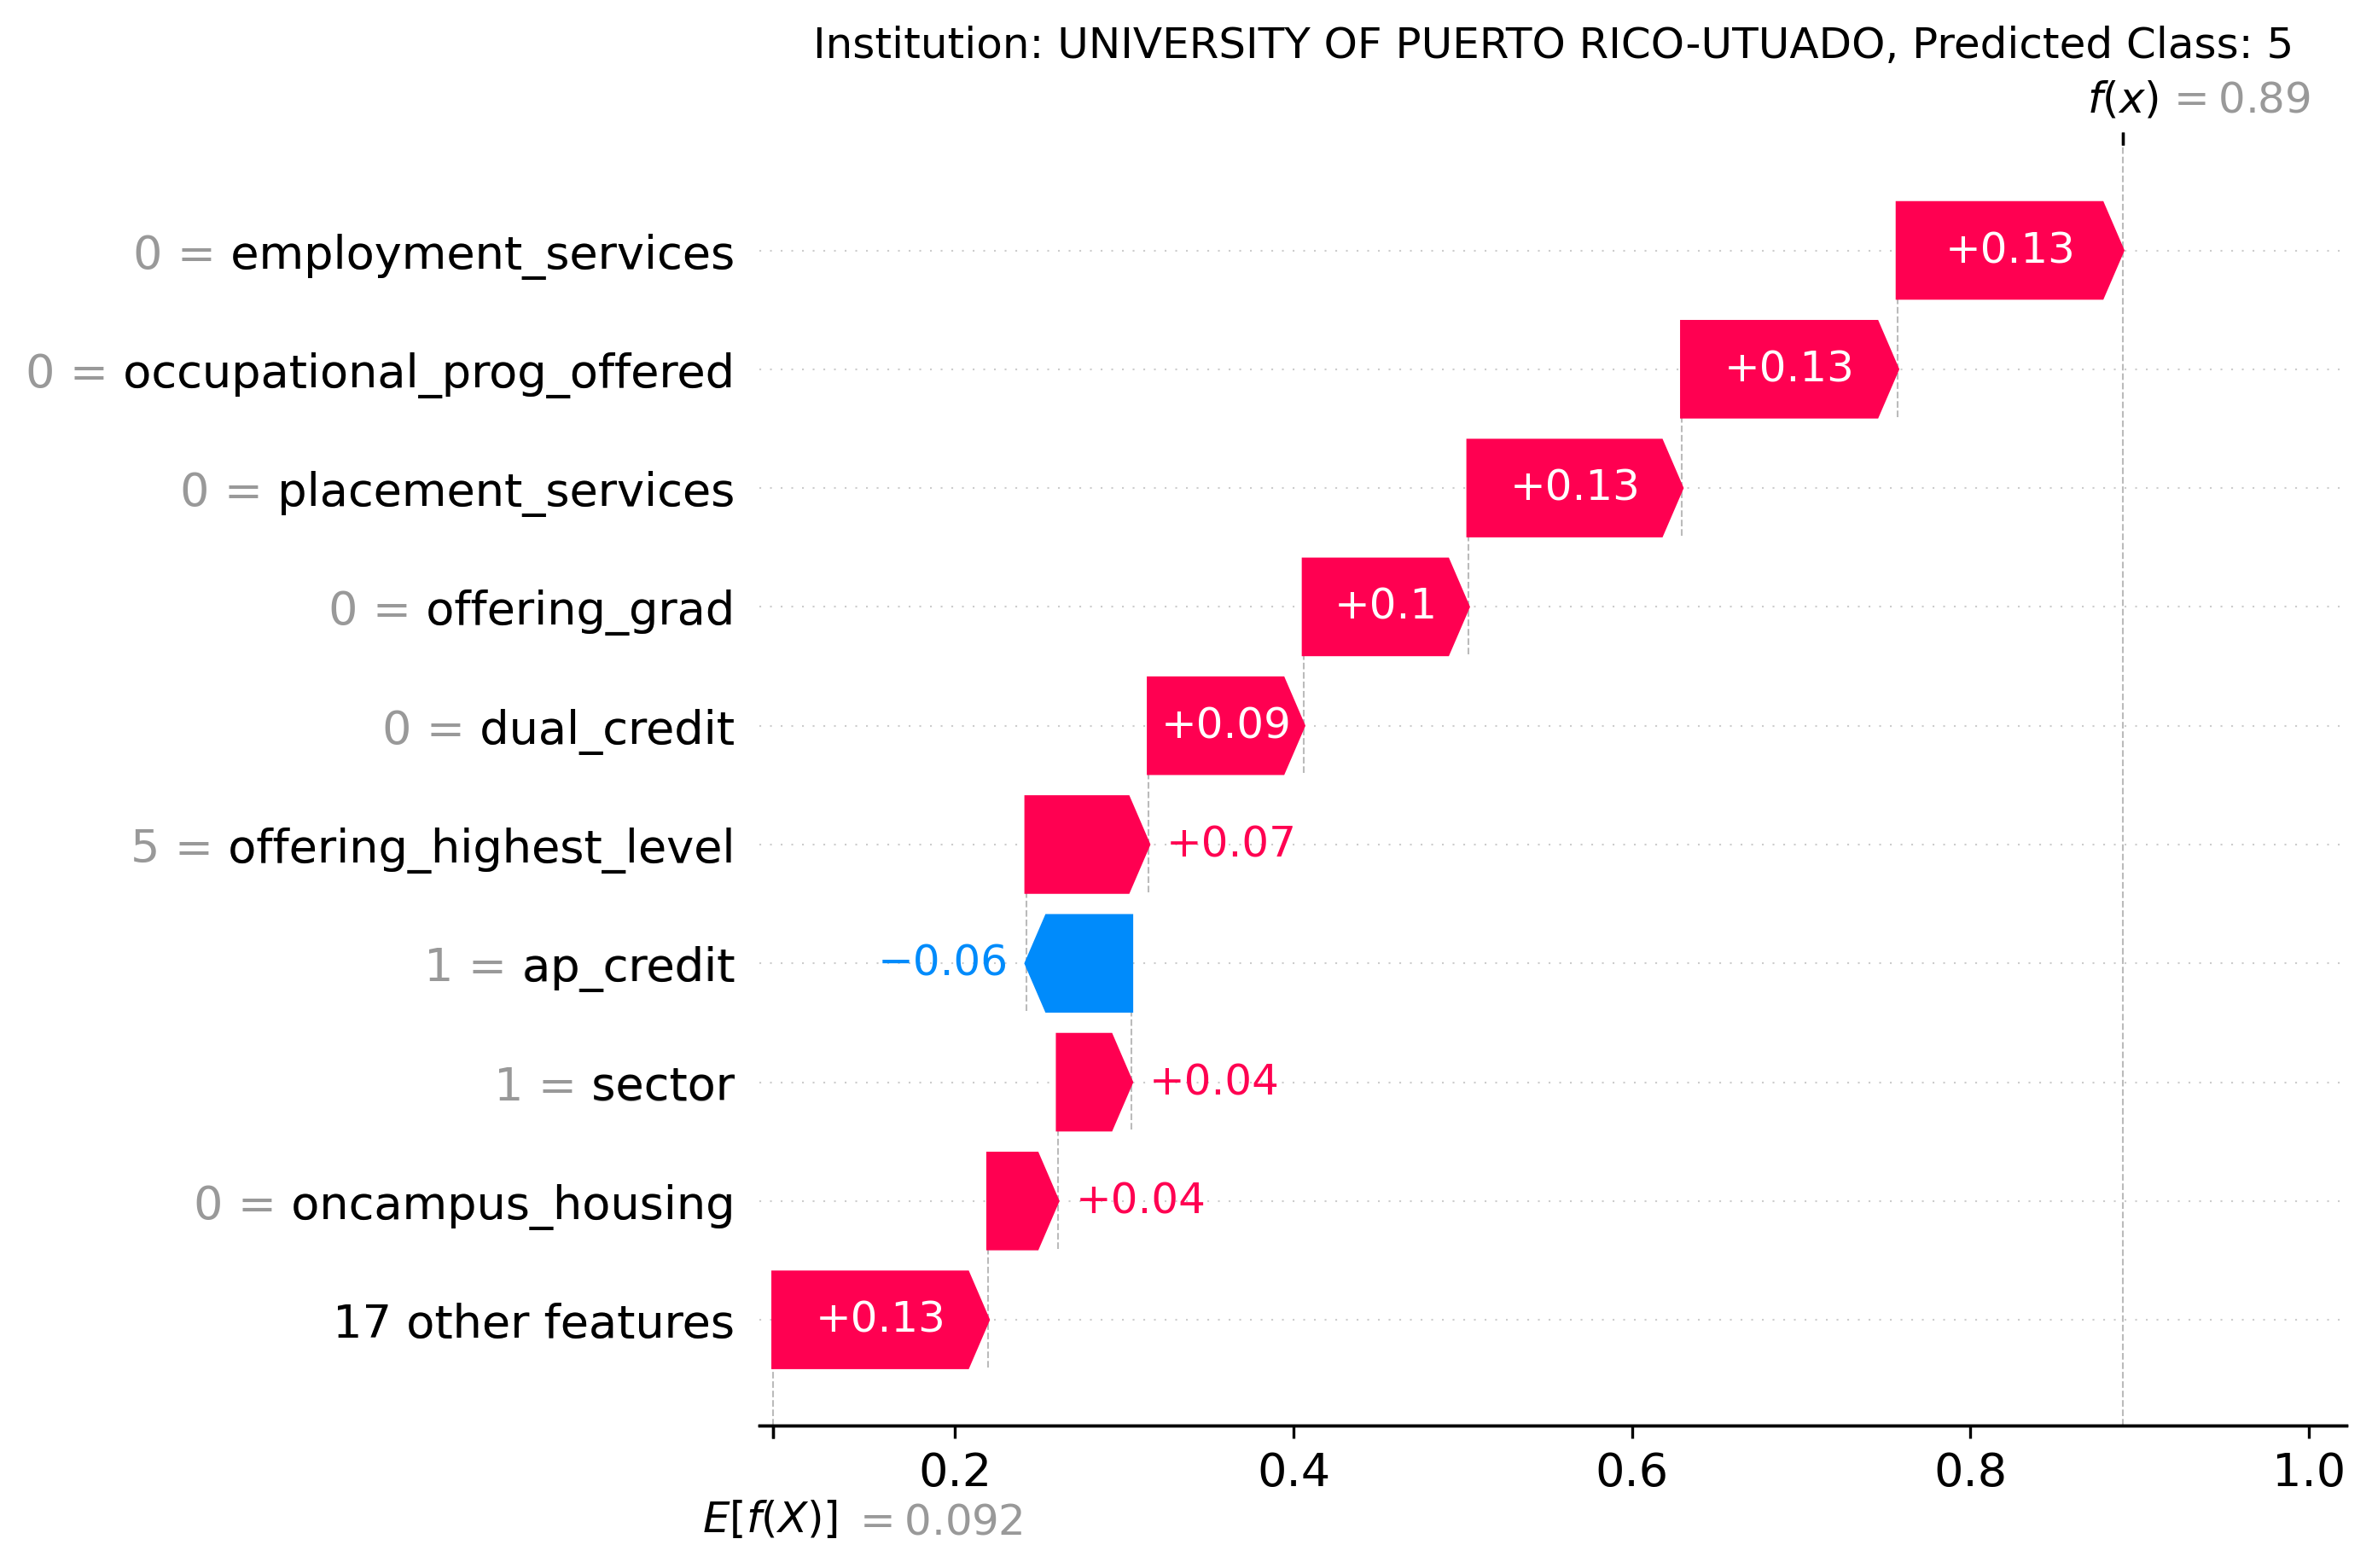 Institution: UNIVERSITY OF PUERTO RICO-UTUADO, Predicted Class: 5
f(x) = 0.89
0 = employment_services +0.13
0 = occupational_prog_offered +0.13
0 = placement_services +0.13
0 = offering_grad +0.1
0 = dual_credit +0.09
5 = offering_highest_level +0.07
1 = ap_credit −0.06
1 = sector +0.04
0 = oncampus_housing +0.04
17 other features +0.13
0.2 0.4 0.6 0.8 1.0
E[f(X)] = 0.092